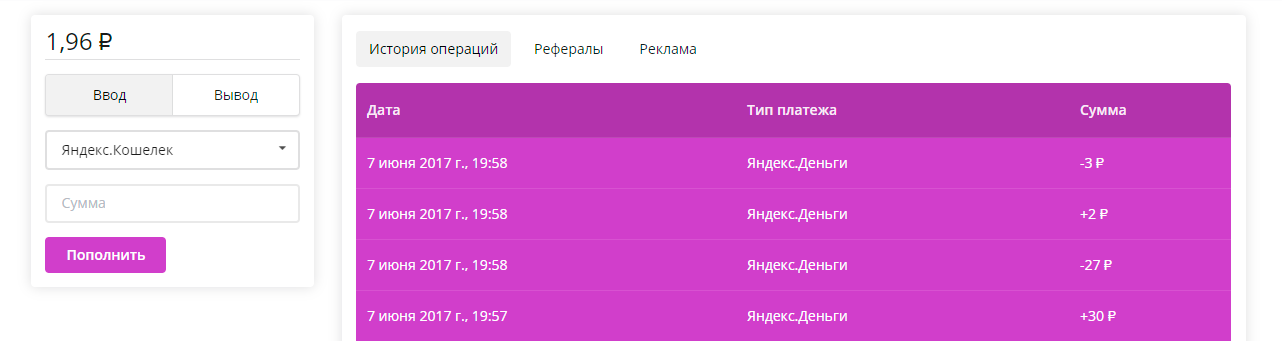 1,96 ₽
Ввод Вывод
Яндекс.Кошелек
Сумма
Пополнить
История операций Рефералы Реклама
Дата Тип платежа Сумма
7 июня 2017 г., 19:58 Яндекс.Деньги -3 ₽
7 июня 2017 г., 19:58 Яндекс.Деньги +2 ₽
7 июня 2017 г., 19:58 Яндекс.Деньги -27 ₽
7 июня 2017 г., 19:57 Яндекс.Деньги +30 ₽